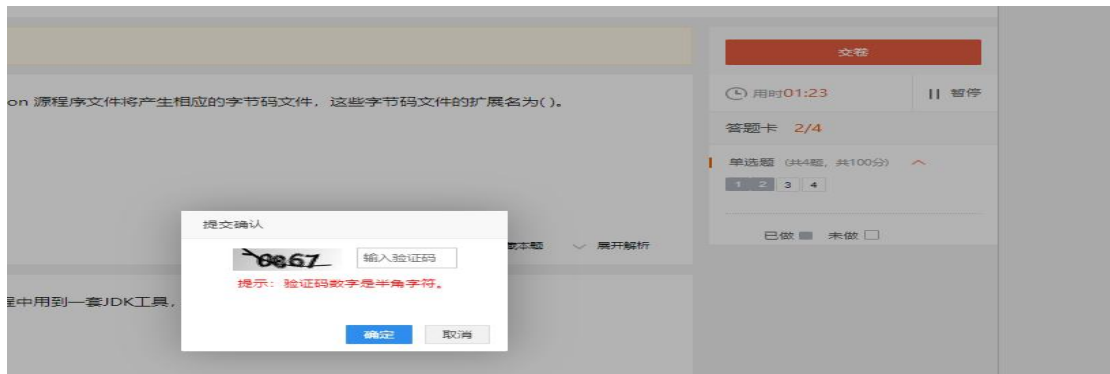 交卷
on 源程序文件将产生相应的字节码文件，这些字节码文件的扩展名为( )。
用时01:23
暂停
答题卡 2/4
单选题 (共4题，共100分)
1 2 3 4
提交确认
已做 未做
本题 展开解析
输入验证码
提示：验证码数字是半角字符。
程中用到一套JDK工具，
确定 取消